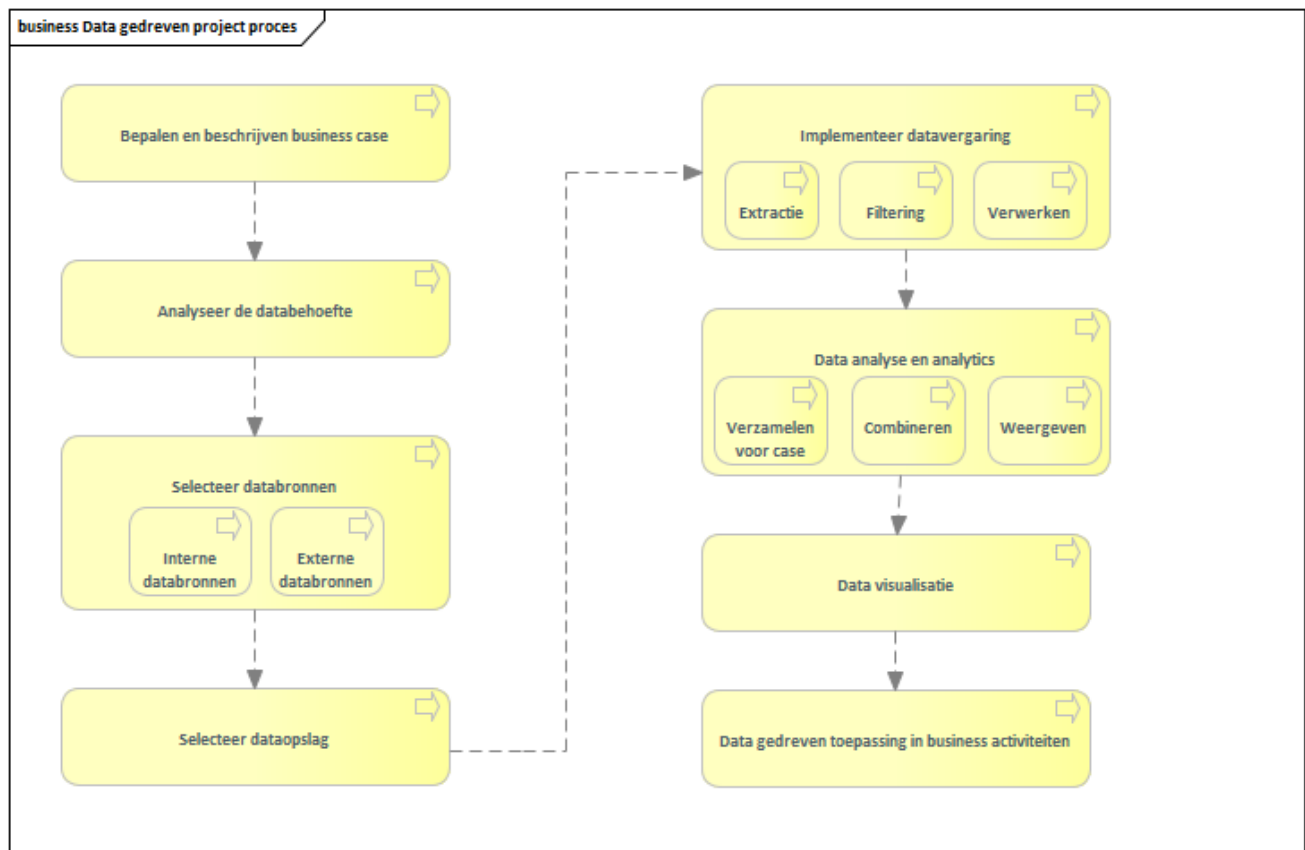 business Data gedreven project proces
Bepalen en beschrijven business case
Analyseer de databehoefte
Selecteer databronnen
Interne
databronnen
Externe
databronnen
Selecteer dataopslag
Implementeer datavergaring
Extractie
Filtering
Verwerken
Data analyse en analytics
Verzamelen
voor case
Combineren
Weergeven
Data visualisatie
Data gedreven toepassing in business activiteiten